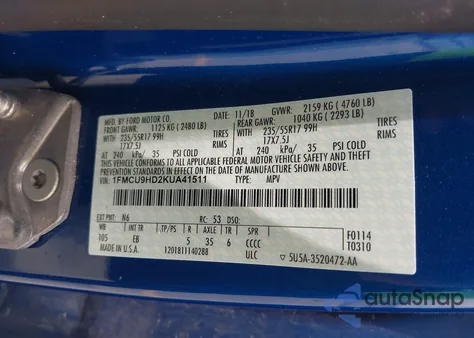 MFD. BY FORD MOTOR CO.
11/18 GVWR: 2159 KG (4760 LB)
FRONT GAWR: 1125 KG (2480 LB) REAR GAWR: 1040 KG (2293 LB)
WITH WITH
235/55R17 99H TIRES 235/55R17 99H TIRES
17X7.5J RIMS 17X7.5J RIMS
AT 240 kPa/ 35 PSI COLD AT 240 kPa/ 35 PSI COLD
THIS VEHICLE CONFORMS TO ALL APPLICABLE FEDERAL MOTOR VEHICLE SAFETY AND THEFT
PREVENTION STANDARDS IN EFFECT ON THE DATE OF MANUFACTURE SHOWN ABOVE.
VIN: 1FMCU9HD2KUA41511 TYPE: MPV
EXT PNT: N6 RC: 53 DSO:
WB INT TR TP/PS R AXLE TR SPR
105 EB 5 35 6 CCCC F0114
MADE IN U.S.A. 1201811140288 ULC T0310
5U5A-3520472-AA
autoSnap